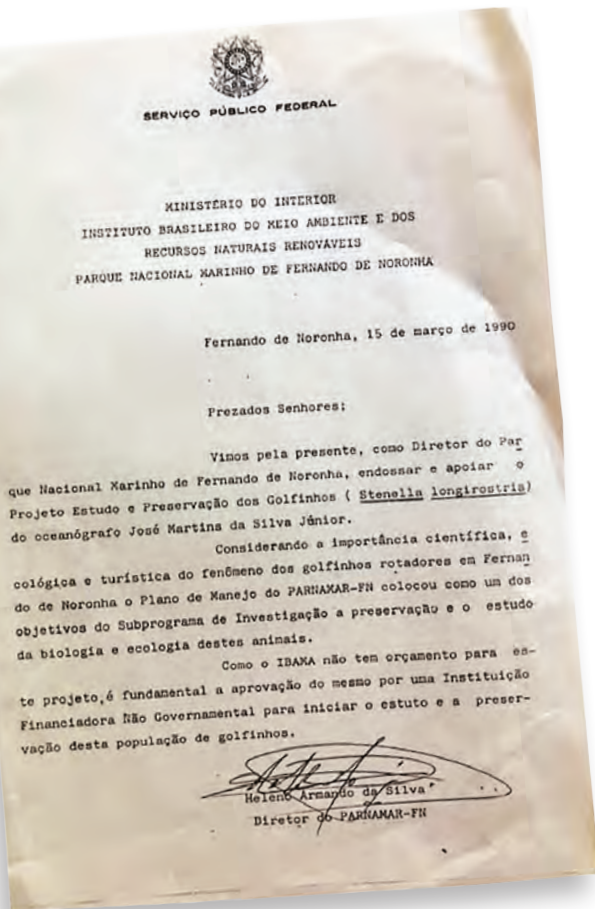 SERVIÇO PÚBLICO FEDERAL
MINISTÉRIO DO INTERIOR
INSTITUTO BRASILEIRO DO MEIO AMBIENTE E DOS
RECURSOS NATURAIS RENOVÁVEIS
PARQUE NACIONAL MARINHO DE FERNANDO DE NORONHA
Fernando de Noronha, 15 de março de 1990
Prezados Senhores:
Vimos pela presente, como Diretor do Par
que Nacional Marinho de Fernando de Noronha, endossar e apoiar o
Projeto Estudo e Preservação dos Golfinhos ( Stenella longirostris)
do oceanógrafo José Martins da Silva Júnior.
Considerando a importância científica, e
cológica e turística do fenômeno dos golfinhos rotadores em Fernan
do de Noronha o Plano de Manejo do PARNAMAR-FN colocou como um dos
objetivos do Subprograma de Investigação a preservação e o estudo
da biologia e ecologia destes animais.
Como o IBAMA não tem orçamento para es-
te projeto,é fundamental a aprovação do mesmo por uma Instituição
Financiadora Não Governamental para iniciar o estuto e a preser-
vação desta população de golfinhos.
Heleno Armando da Silva
Diretor do PARNAMAR-FN